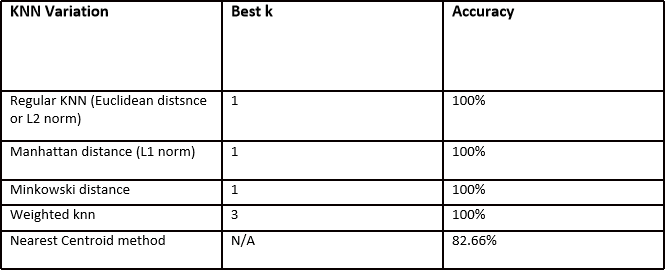 KNN Variation Best k Accuracy
Regular KNN (Euclidean distsnce or L2 norm) 1 100%
Manhattan distance (L1 norm) 1 100%
Minkowski distance 1 100%
Weighted knn 3 100%
Nearest Centroid method N/A 82.66%